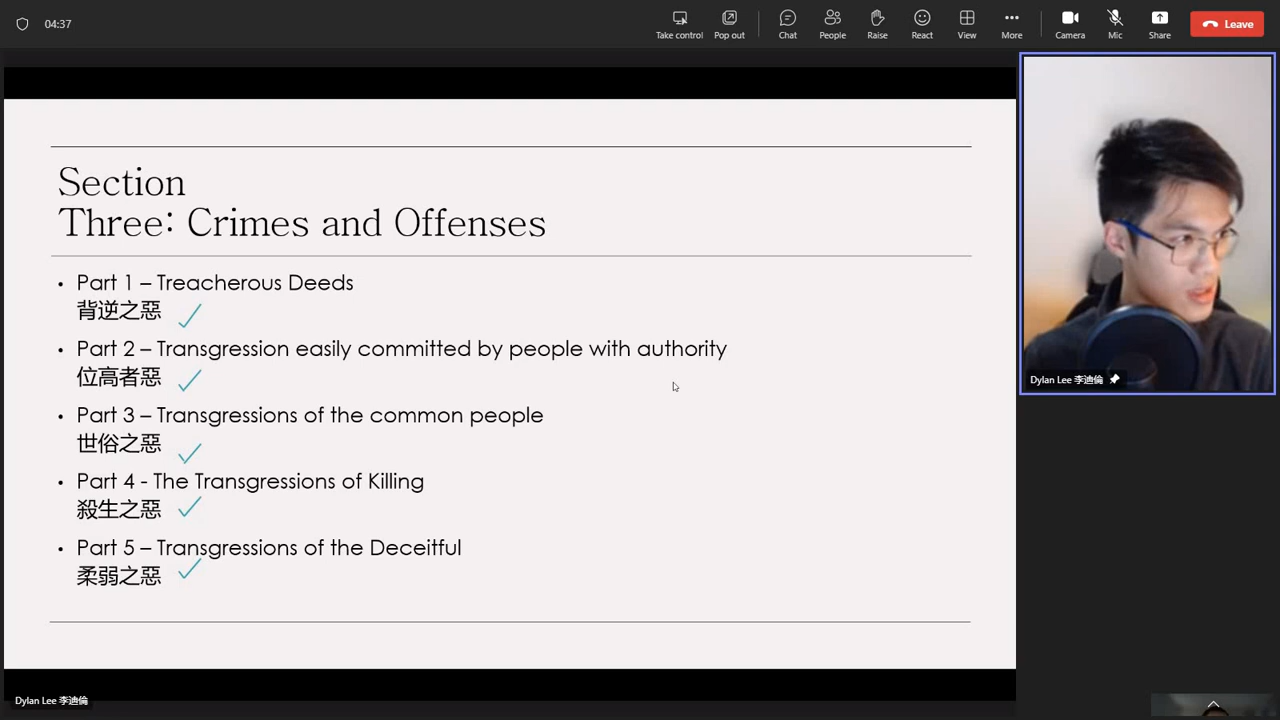 04:37
Take control
Pop out
Chat
People
Raise
React
View
More
Camera
Mic
Share
Leave
Section
Three: Crimes and Offenses
• Part 1 – Treacherous Deeds
背逆之惡
• Part 2 – Transgression easily committed by people with authority
位高者惡
• Part 3 – Transgressions of the common people
世俗之惡
• Part 4 - The Transgressions of Killing
殺生之惡
• Part 5 – Transgressions of the Deceitful
柔弱之惡
Dylan Lee 李迪倫
Dylan Lee 李迪倫